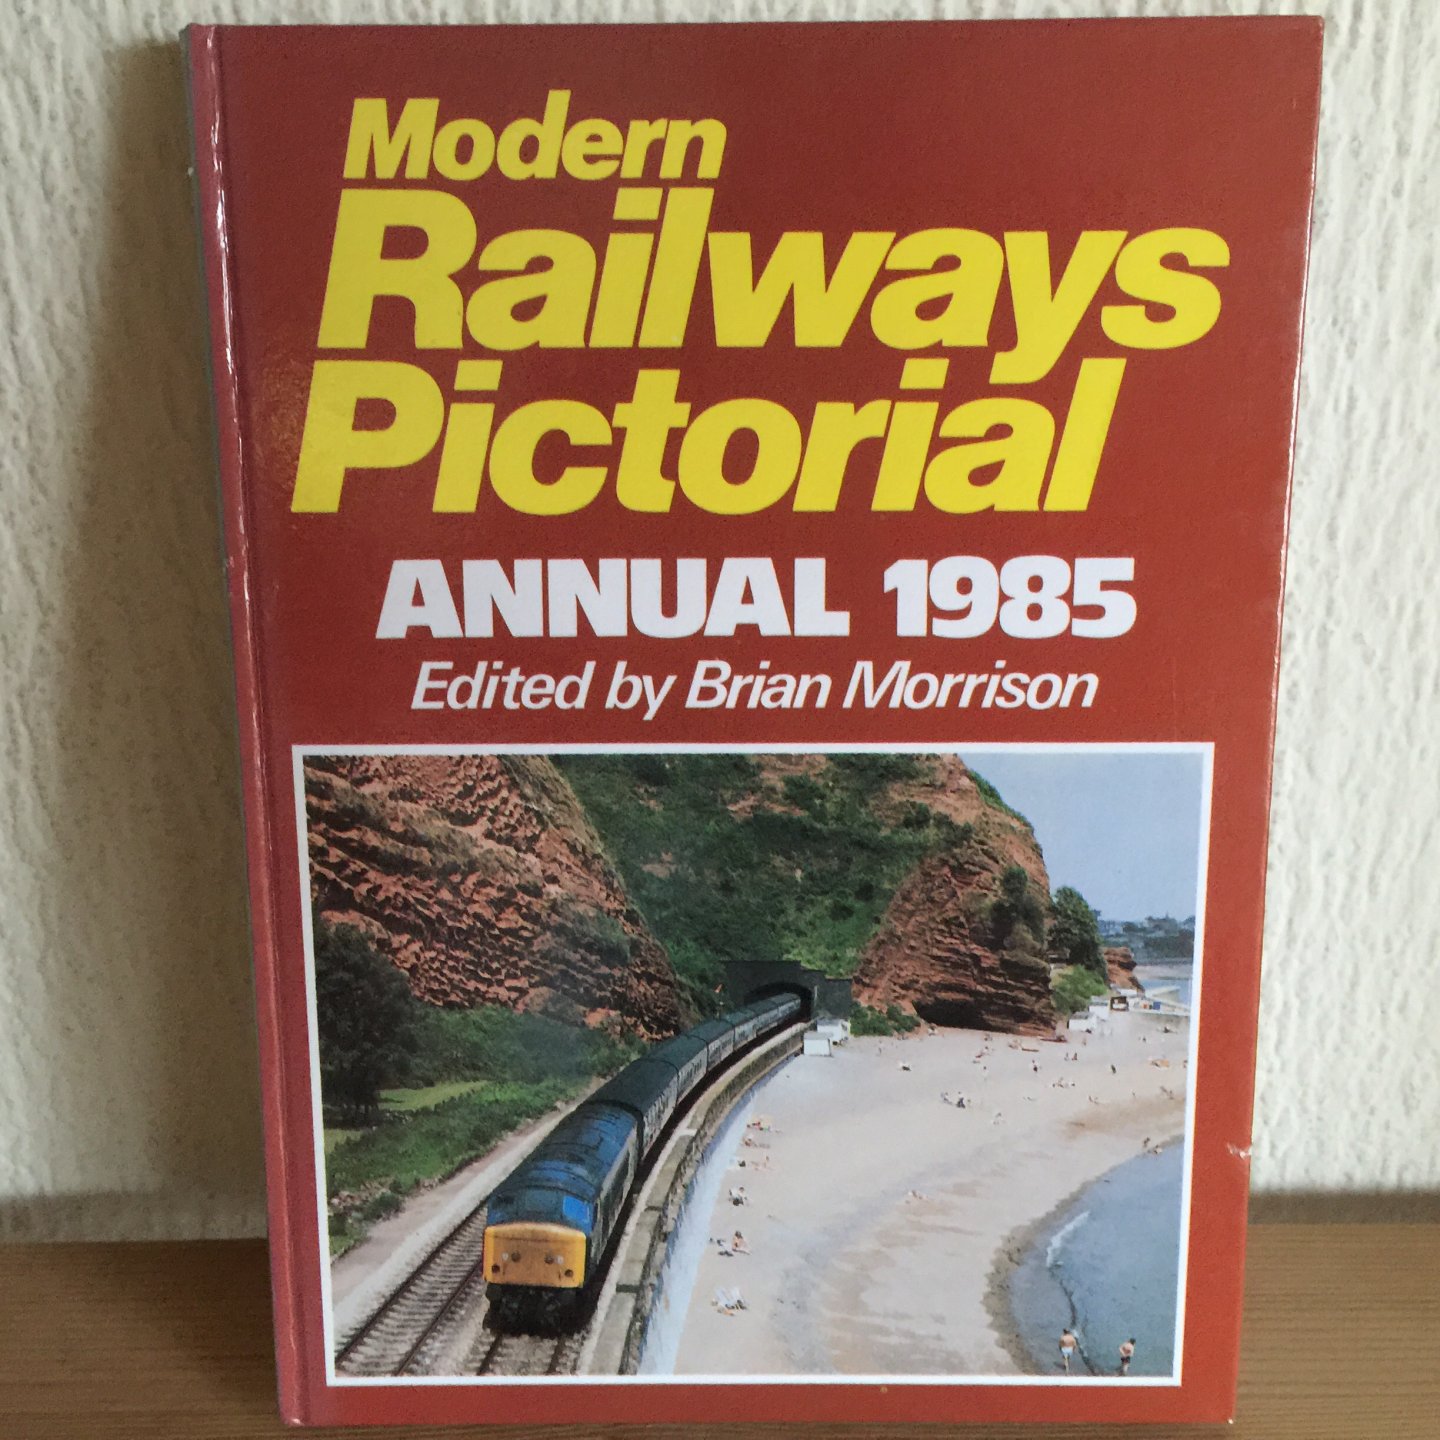 Modern
Railways
Pictorial
ANNUAL 1985
Edited by Brian Morrison